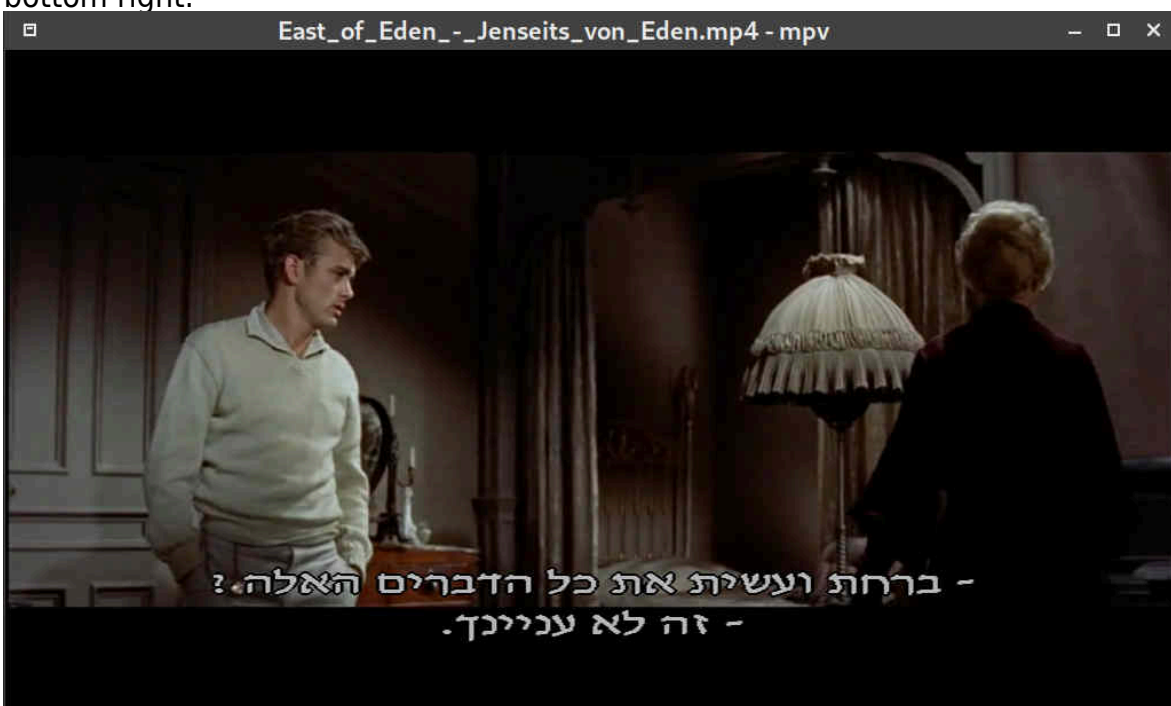 bottom right.
East_of_Eden_-_Jenseits_von_Eden.mp4 - mpv
- ברחת ועשית את כל הדברים האלה.?
- זה לא עניינך.